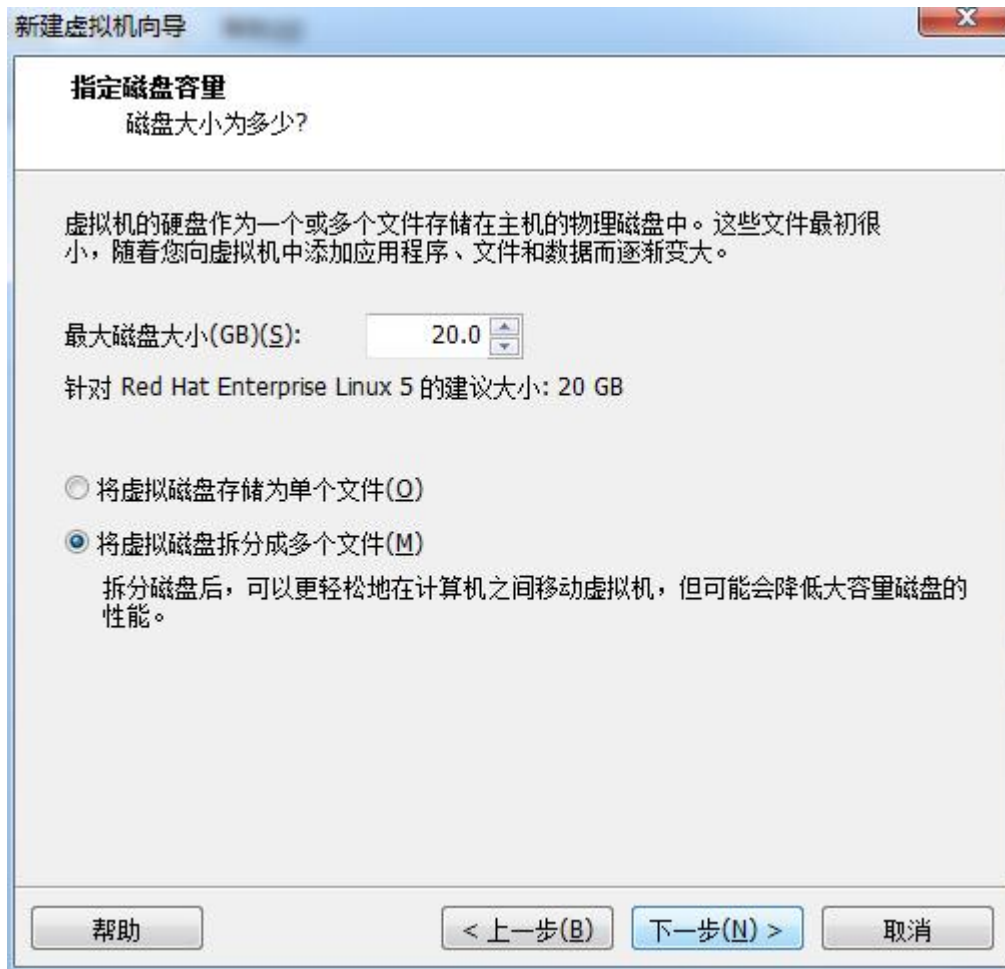 新建虚拟机向导
指定磁盘容量
磁盘大小为多少?
虚拟机的硬盘作为一个或多个文件存储在主机的物理磁盘中。这些文件最初很
小，随着您向虚拟机中添加应用程序、文件和数据而逐渐变大。
最大磁盘大小(GB)(S): 20.0
针对 Red Hat Enterprise Linux 5 的建议大小: 20 GB
将虚拟磁盘存储为单个文件(O)
将虚拟磁盘拆分成多个文件(M)
拆分磁盘后，可以更轻松地在计算机之间移动虚拟机，但可能会降低大容量磁盘的
性能。
帮助 < 上一步(B) 下一步(N) > 取消